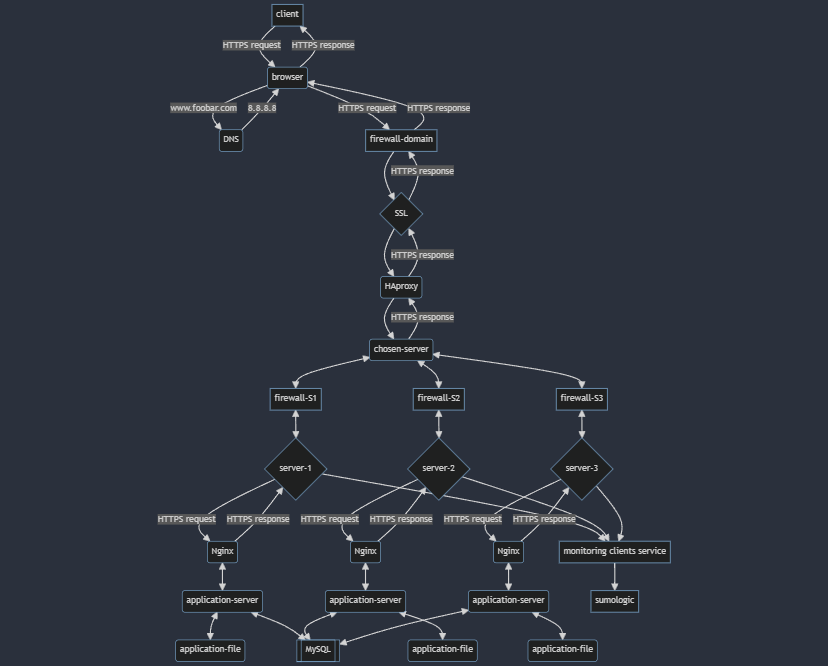 client
HTTPS request
HTTPS response
browser
www.foobar.com
8.8.8.8
HTTPS request
HTTPS response
DNS
firewall-domain
HTTPS response
SSL
HTTPS response
HAproxy
HTTPS response
chosen-server
firewall-S1
firewall-S2
firewall-S3
server-1
server-2
server-3
HTTPS request
HTTPS response
HTTPS request
HTTPS response
HTTPS request
HTTPS response
Nginx
Nginx
Nginx
monitoring clients service
application-server
application-server
application-server
sumologic
application-file
MySQL
application-file
application-file